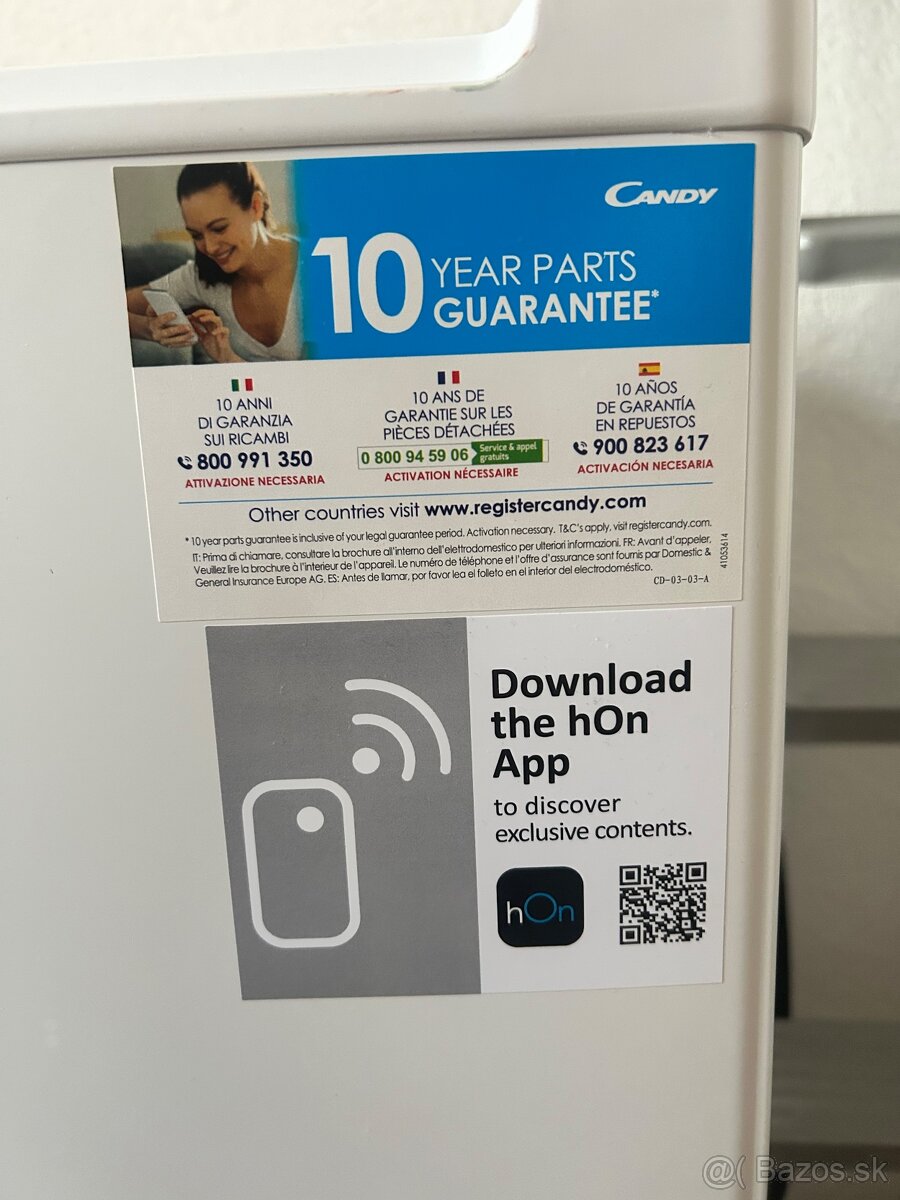 CANDY
10 YEAR PARTS
GUARANTEE*
10 ANNI
DI GARANZIA
SUI RICAMBI
800 991 350
ATTIVAZIONE NECESSARIA
10 ANS DE
GARANTIE SUR LES
PIÈCES DÉTACHÉES
0 800 94 59 06 Service & appel
gratuits
ACTIVATION NÉCESSAIRE
10 AÑOS
DE GARANTÍA
EN REPUESTOS
900 823 617
ACTIVACIÓN NECESARIA
Other countries visit www.registercandy.com
* 10 year parts guarantee is inclusive of your legal guarantee period. Activation necessary. T&C's apply, visit registercandy.com.
IT: Prima di chiamare, consultare la brochure all'interno dell'elettrodomestico per ulteriori informazioni. FR: Avant d'appeler,
Veuillez lire la brochure à l'interieur de l'appareil. Le numéro de téléphone et l'offre d'assurance sont fournis par Domestic &
General Insurance Europe AG. ES: Antes de llamar, por favor lea el folleto en el interior del electrodoméstico.
CD-03-03-A
41053614
Download
the hOn
App
to discover
exclusive contents.
hOn
@( Bazos.sk